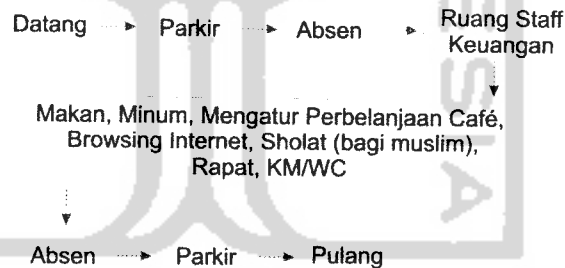 Datang Parkir Absen Ruang Staff
Keuangan
Makan, Minum, Mengatur Perbelanjaan Café,
Browsing Internet, Sholat (bagi muslim),
Rapat, KM/WC
Absen Parkir Pulang